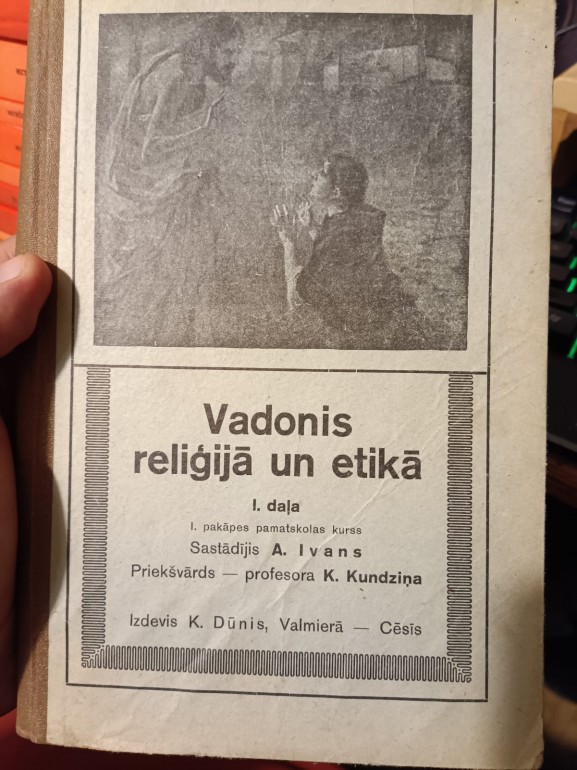 Vadonis
reliģijā un etikā
I. daļa
I. pakāpes pamatskolas kurss
Sastādījis A. Ivans
Priekšvārds — profesora K. Kundziņa
Izdevis K. Dūnis, Valmierā — Cēsīs